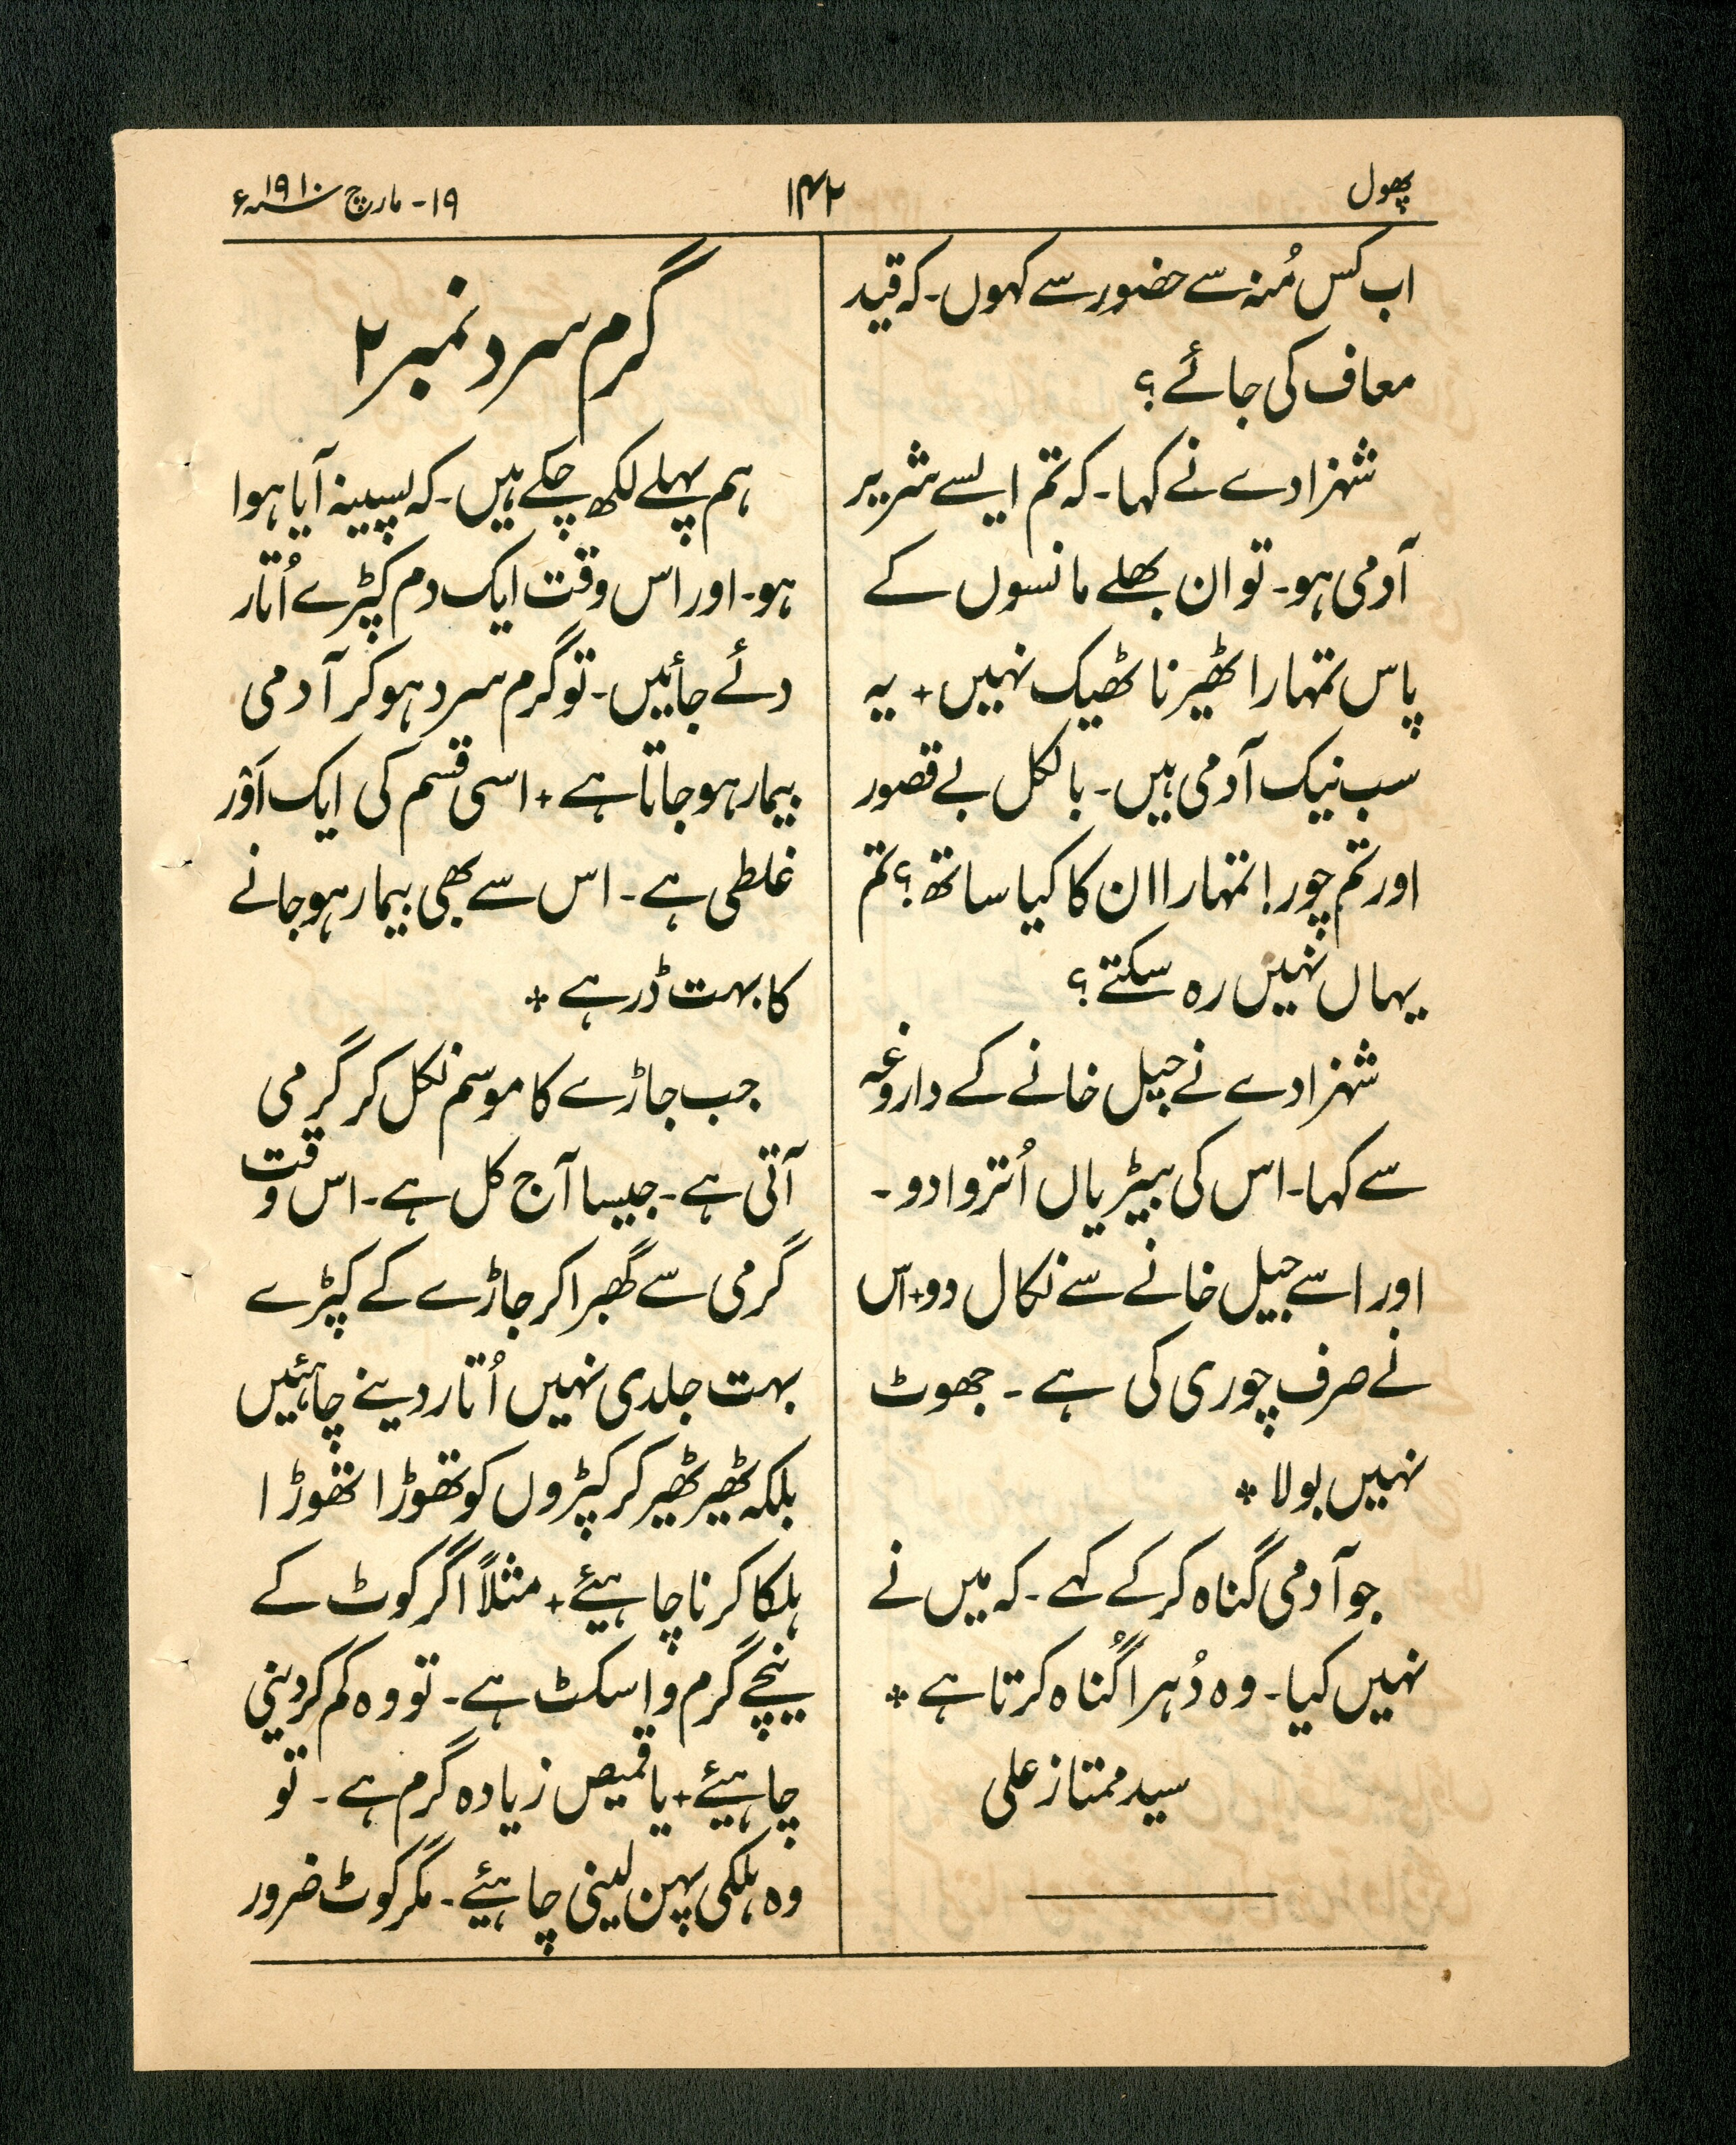 پھول
۱۴۲
۱۹- مارچ ۱۹۱۰ء
اب کس مُنہ سے حضور سے کہوں۔ کہ قید
معاف کی جائے؟
شہزادے نے کہا۔ کہ تم ایسے شریر
آدمی ہو۔ تو ان بھلے مانسوں کے
پاس تمہارا ٹھیرنا ٹھیک نہیں + یہ
سب نیک آدمی ہیں۔ بالکل بے قصور
اور تم چور! تمہارا ان کا کیا ساتھ؟ تم
یہاں نہیں رہ سکتے؟
شہزادے نے جیل خانے کے داروغہ
سے کہا۔ اس کی بیڑیاں اُتروا دو۔
اور اسے جیل خانے سے نکال دو + اس
نے صرف چوری کی ہے۔ جھوٹ
نہیں بولا ⁜
جو آدمی گناہ کر کے کہے۔ کہ میں نے
نہیں کیا۔ وہ دُہرا گُناہ کرتا ہے ⁜
سید ممتاز علی
گرم سرد نمبر ۲
ہم پہلے لکھ چکے ہیں۔ کہ پسینہ آیا ہوا
ہو۔ اور اس وقت ایک دم کپڑے اُتار
دئے جائیں۔ تو گرم سرد ہو کر آدمی
بیمار ہو جاتا ہے + اسی قسم کی ایک اَور
غلطی ہے۔ اس سے بھی بیمار ہو جانے
کا بہت ڈر ہے ⁜
جب جاڑے کا موسم نکل کر گرمی
آتی ہے۔ جیسا آج کل ہے۔ اس وقت
گرمی سے گھبرا کر جاڑے کے کپڑے
بہت جلدی نہیں اُتار دینے چاہئیں
بلکہ ٹھیر ٹھیر کر کپڑوں کو تھوڑا تھوڑا
ہلکا کرنا چاہیئے + مثلاً اگر کوٹ کے
نیچے گرم واسکٹ ہے۔ تو وہ کم کر دینی
چاہیئے + یا قمیص زیادہ گرم ہے۔ تو
وہ ہلکی پہن لینی چاہیئے۔ مگر کوٹ ضرور